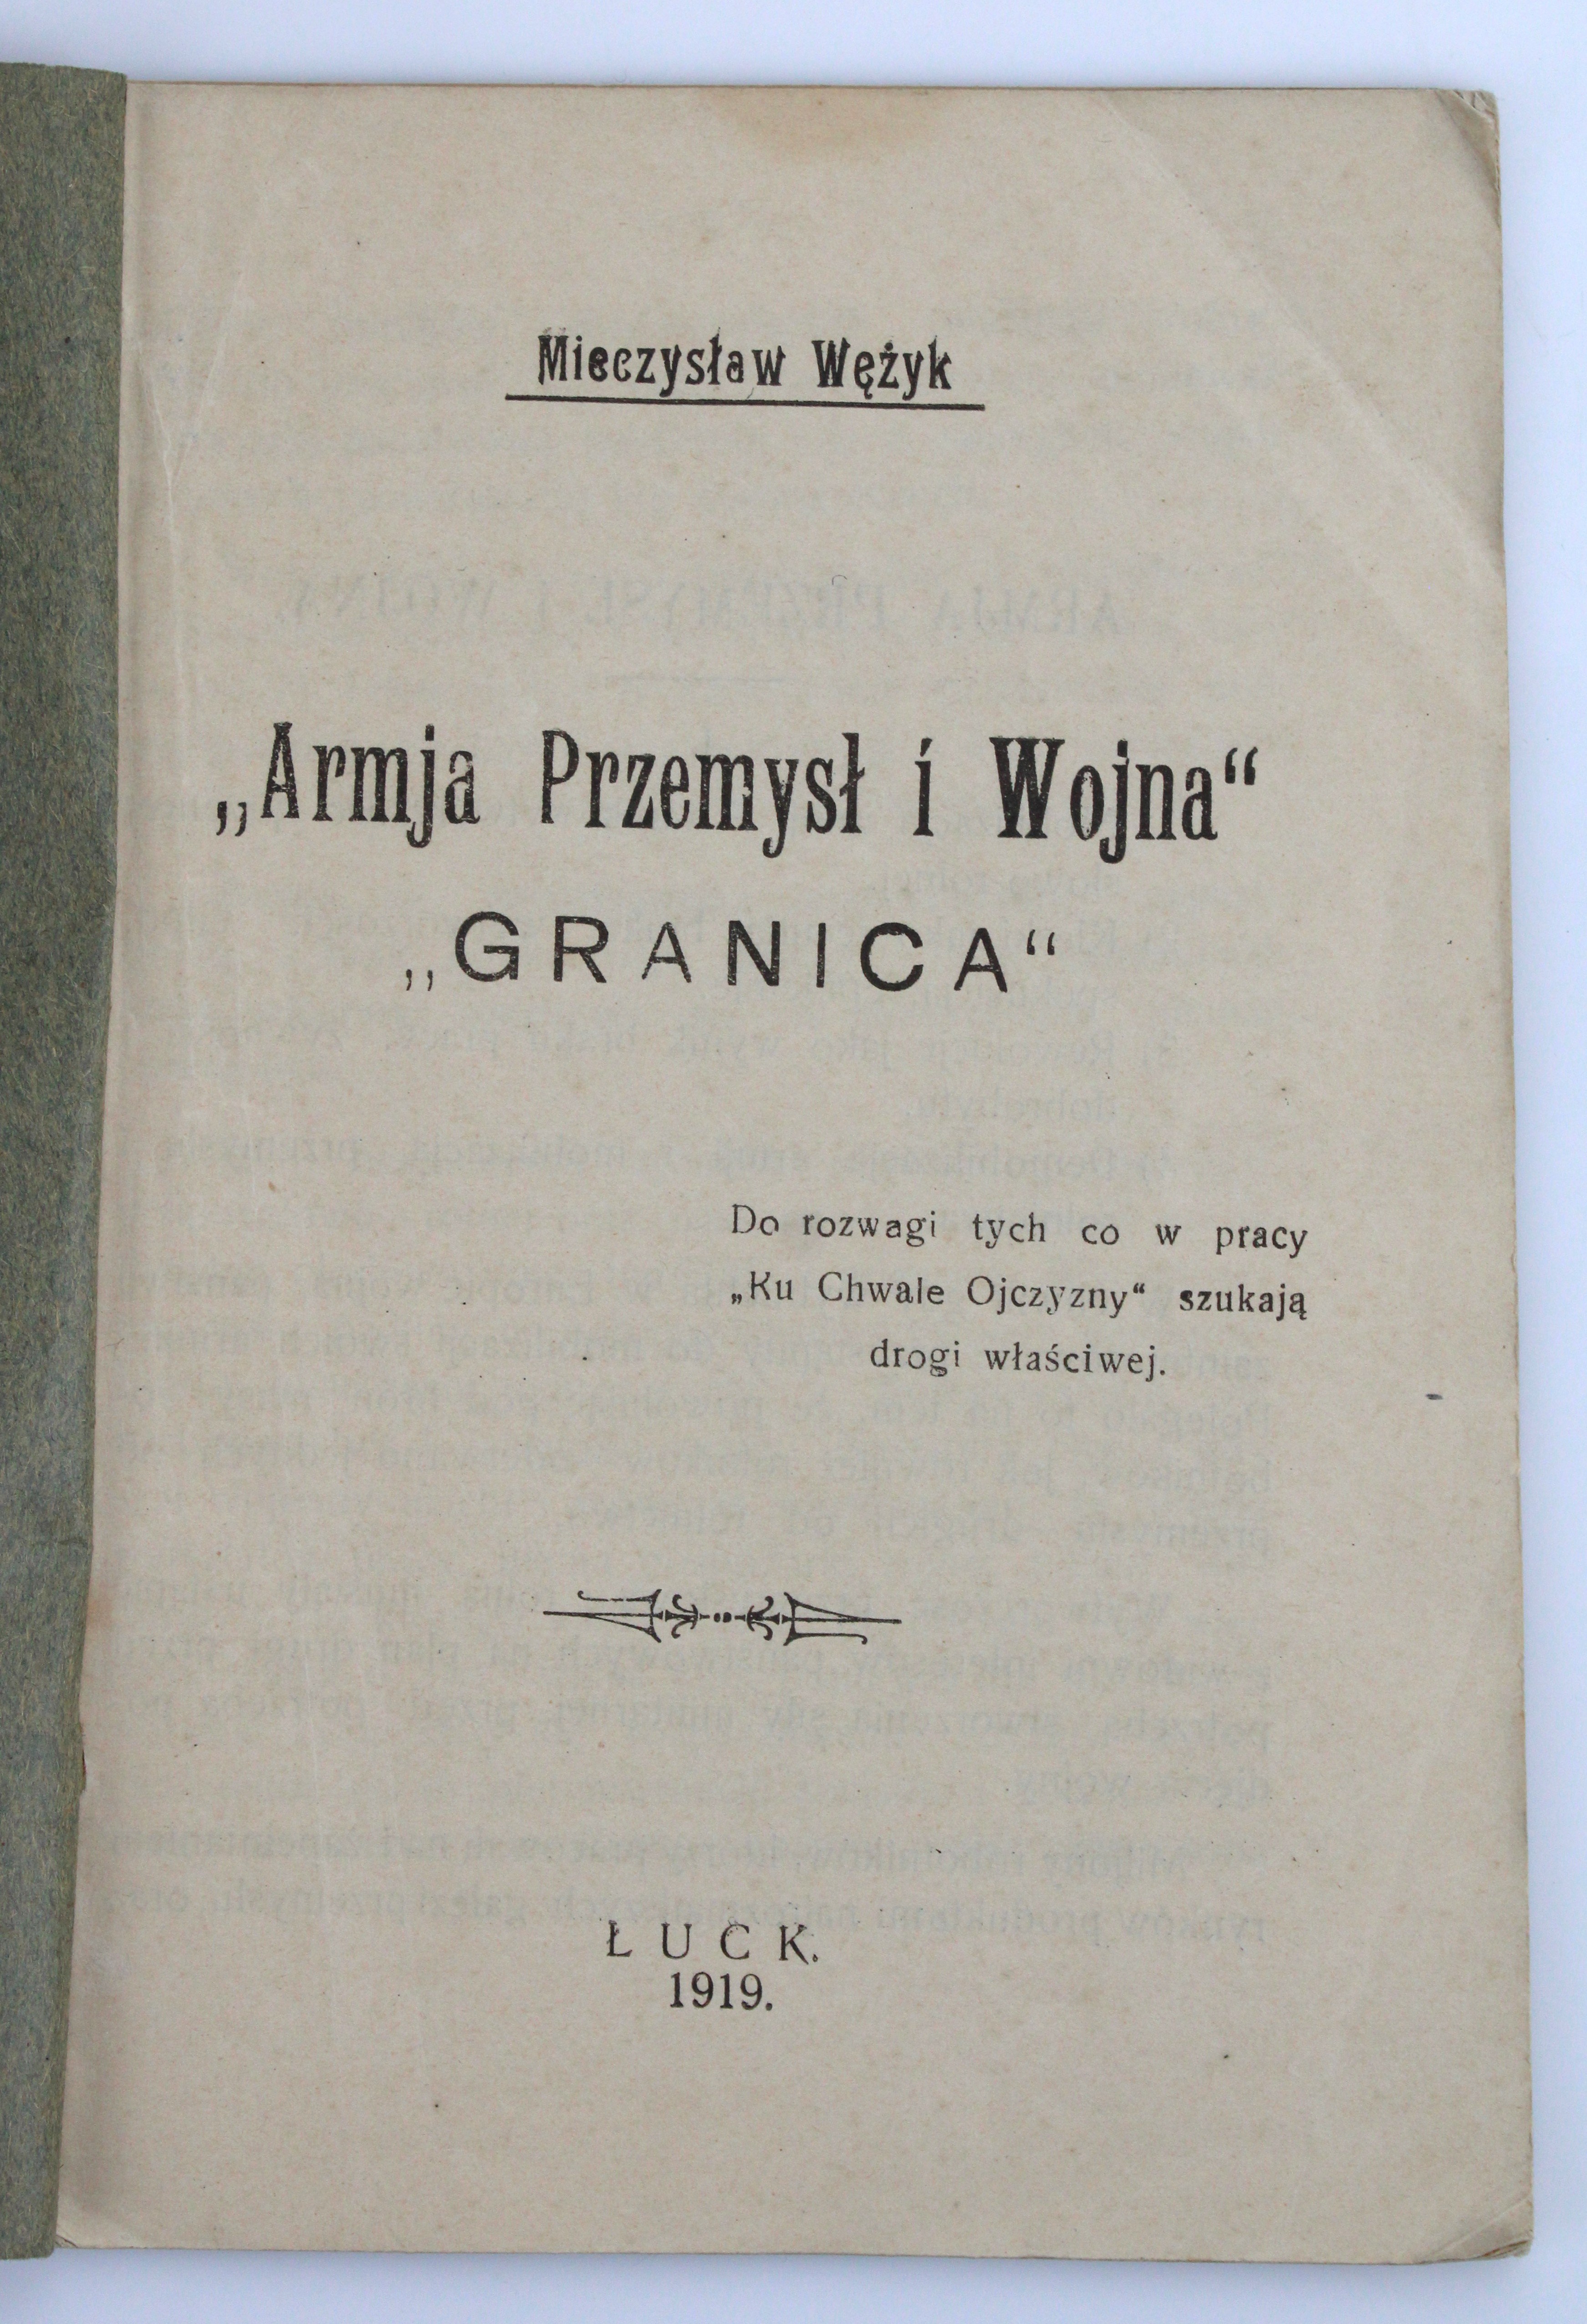 Mieczysław Wężyk
„Armja Przemysł i Wojna“
„GRANICA“
Do rozwagi tych co w pracy
„Ku Chwale Ojczyzny“ szukają
drogi właściwej.
ŁUCK.
1919.